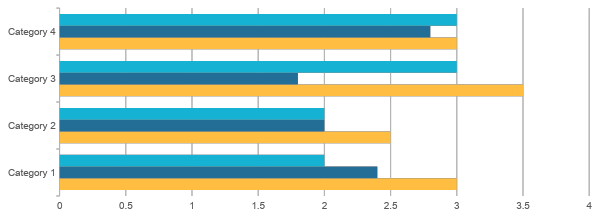 Category 4
Category 3
Category 2
Category 1
0 0.5 1 1.5 2 2.5 3 3.5 4